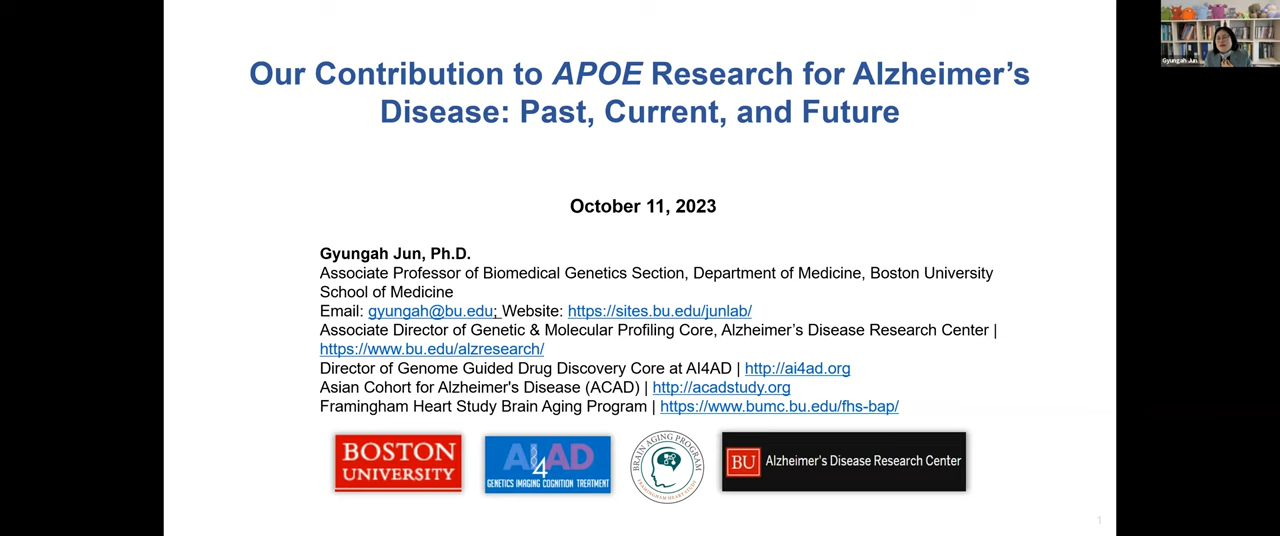 Our Contribution to APOE Research for Alzheimer's
Disease: Past, Current, and Future
October 11, 2023
Gyungah Jun, Ph.D.
Associate Professor of Biomedical Genetics Section, Department of Medicine, Boston University
School of Medicine
Email: gyungah@bu.edu; Website: https://sites.bu.edu/junlab/
Associate Director of Genetic & Molecular Profiling Core, Alzheimer's Disease Research Center |
https://www.bu.edu/alzresearch/
Director of Genome Guided Drug Discovery Core at AI4AD | http://ai4ad.org
Asian Cohort for Alzheimer's Disease (ACAD) | http://acadstudy.org
Framingham Heart Study Brain Aging Program | https://www.bumc.bu.edu/fhs-bap/
BOSTON
UNIVERSITY
AI4AD
GENETICS IMAGING COGNITION TREATMENT
BRAIN AGING PROGRAM
FRAMINGHAM HEART STUDY
BU Alzheimer's Disease Research Center
1
Gyungah Jun